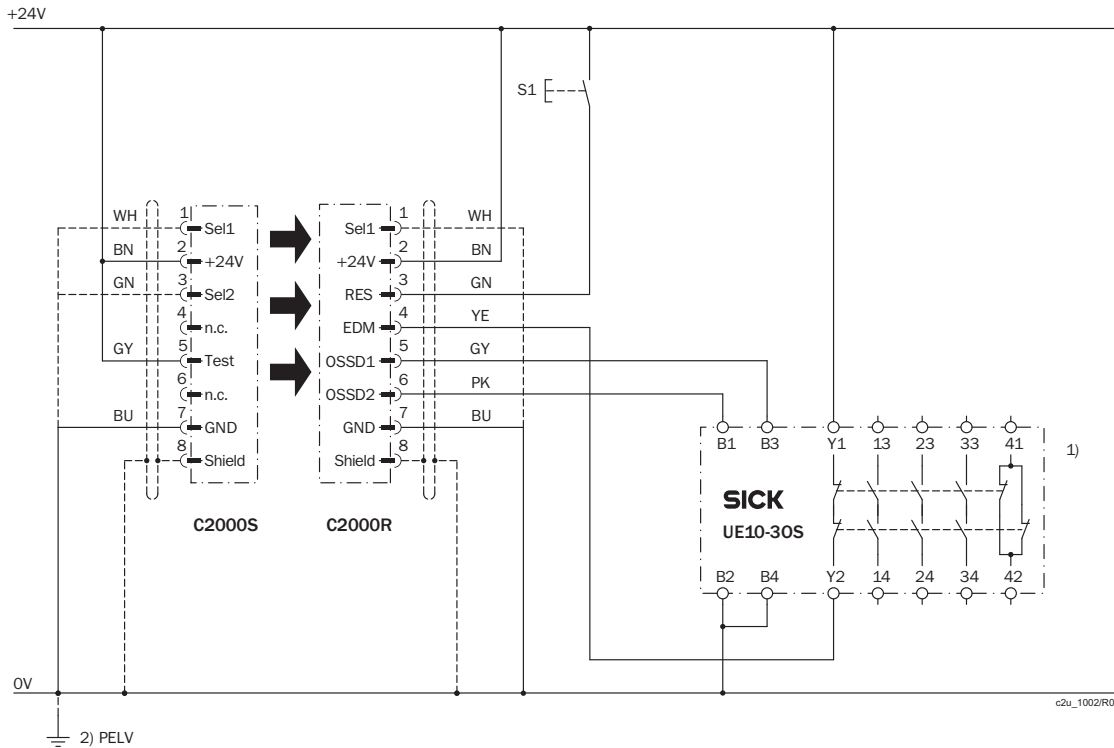 +24V
S1
WH 1 Sel1
BN 2 +24V
GN 3 Sel2
4 n.c.
GY 5 Test
6 n.c.
BU 7 GND
8 Shield
C2000S
Sel1 1 WH
+24V 2 BN
RES 3 GN
EDM 4 YE
OSSD1 5 GY
OSSD2 6 PK
GND 7 BU
Shield 8
C2000R
B1 B3 Y1 13 23 33 41
1)
SICK
UE10-3OS
B2 B4 Y2 14 24 34 42
0V
c2u_1002/R0
2) PELV